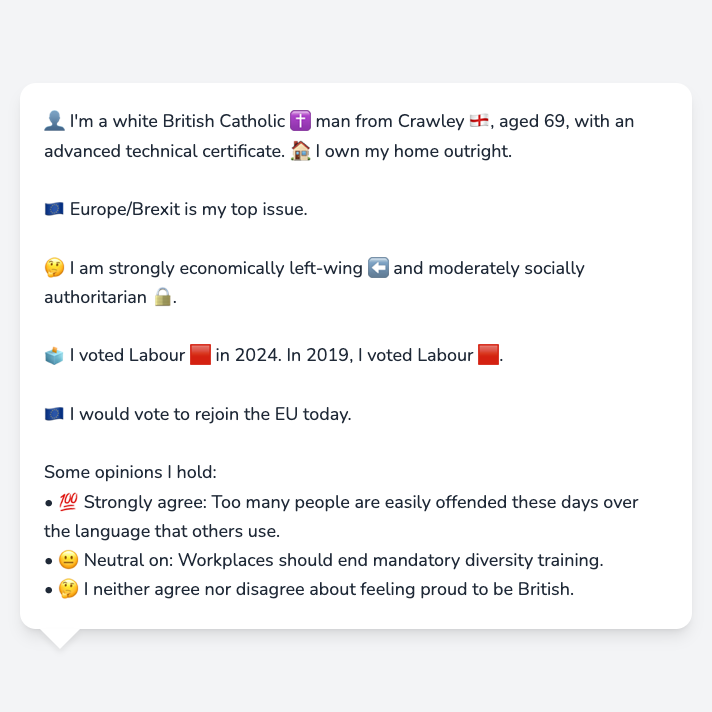 👤 I'm a white British Catholic ✝️ man from Crawley 🏴󠁧󠁢󠁥󠁮󠁧󠁿, aged 69, with an
advanced technical certificate. 🏠 I own my home outright.
🇪🇺 Europe/Brexit is my top issue.
🤔 I am strongly economically left-wing ⬅️ and moderately socially
authoritarian 🔒.
🗳️ I voted Labour 🟥 in 2024. In 2019, I voted Labour 🟥.
🇪🇺 I would vote to rejoin the EU today.
Some opinions I hold:
• 💯 Strongly agree: Too many people are easily offended these days over
the language that others use.
• 😐 Neutral on: Workplaces should end mandatory diversity training.
• 🤔 I neither agree nor disagree about feeling proud to be British.